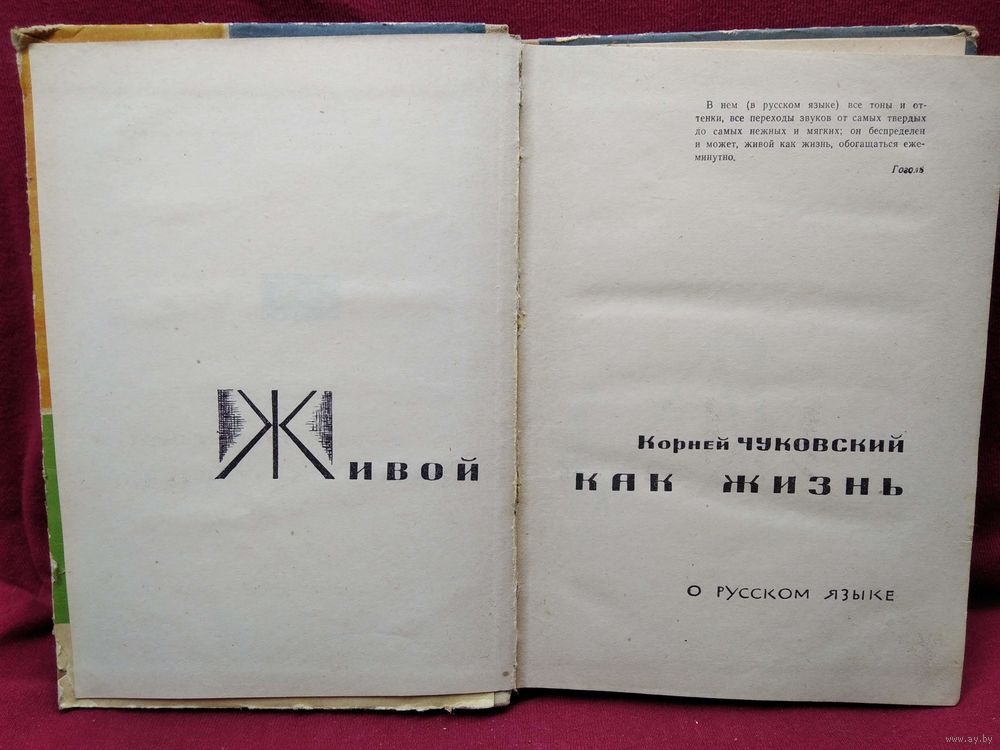 В нем (в русском языке) все тоны и от-
тенки, все переходы звуков от самых твердых
до самых нежных и мягких; он беспределен
и может, живой как жизнь, обогащаться еже-
минутно.
Гоголь
Живой
Корней ЧУКОВСКИЙ
КАК ЖИЗНЬ
О РУССКОМ ЯЗЫКЕ
www.ay.by